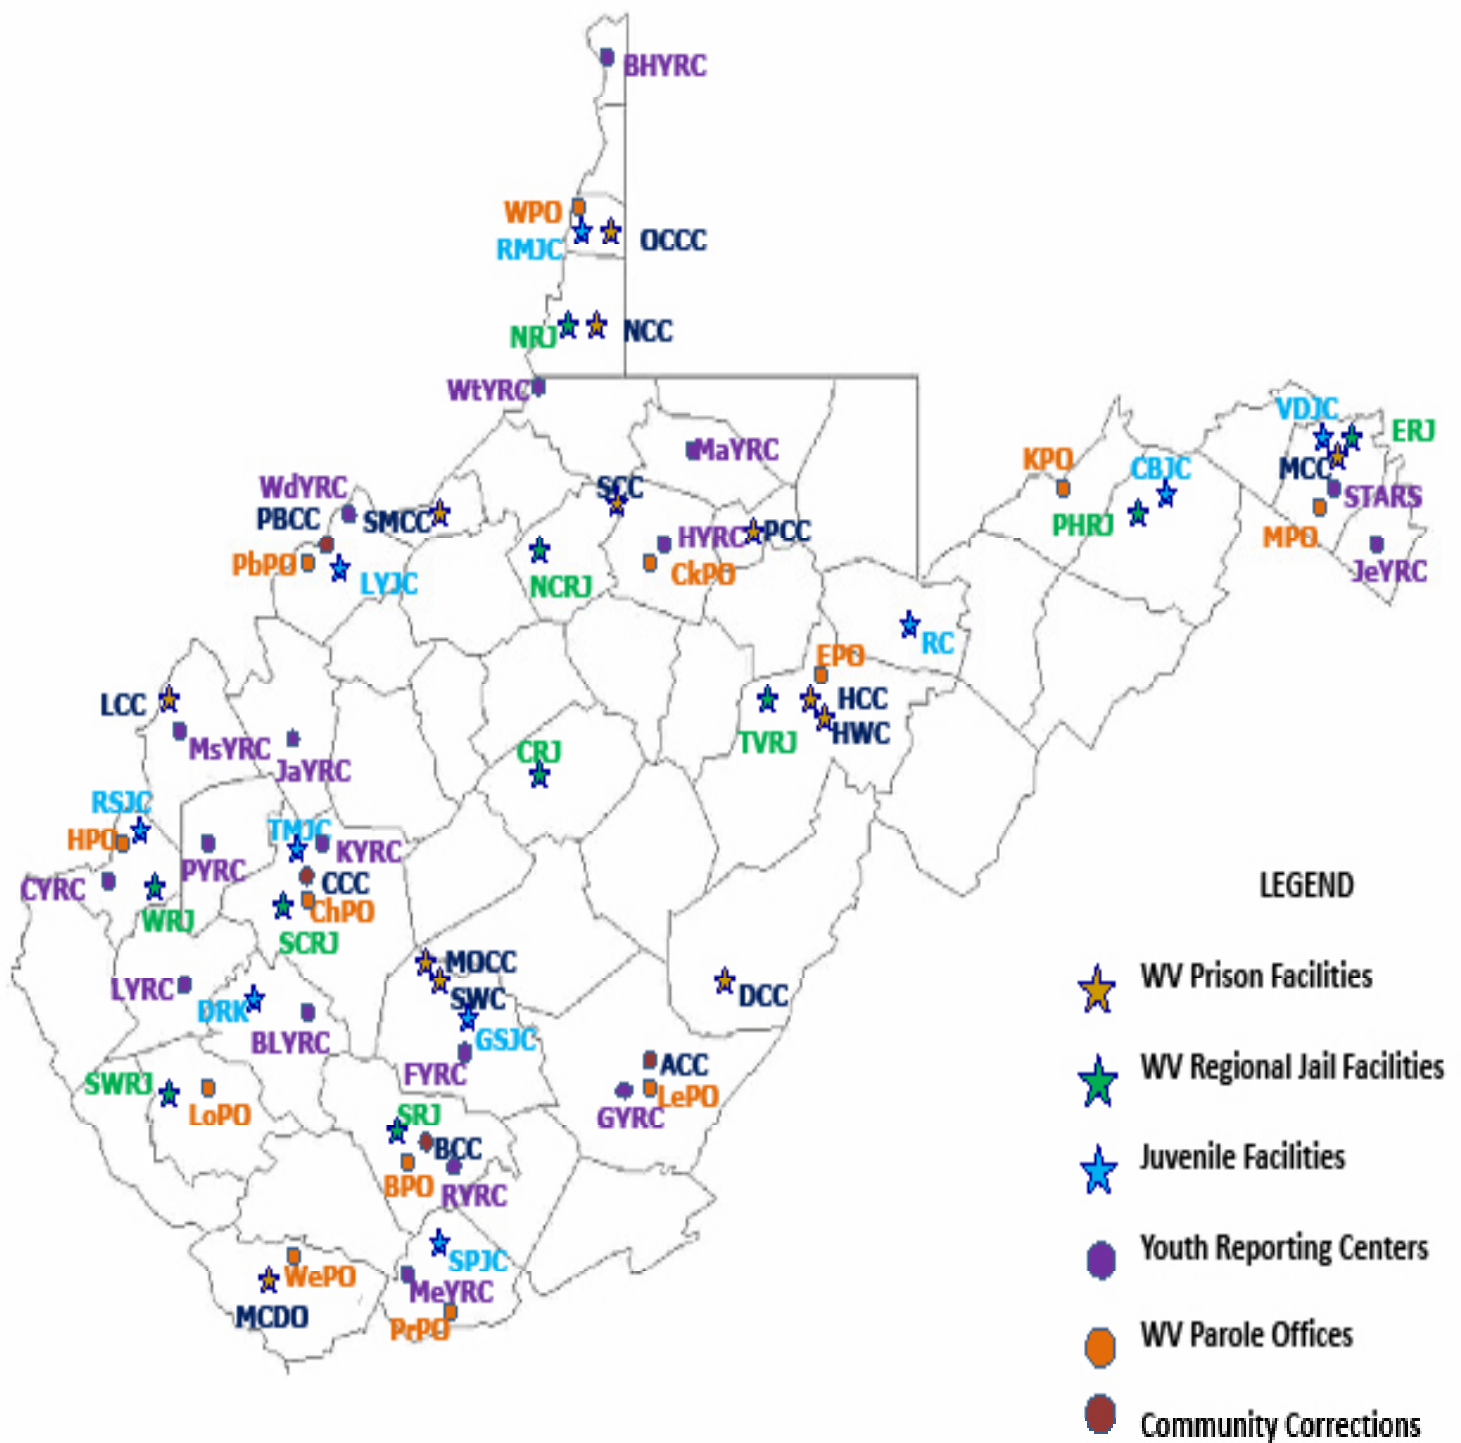 BHYRC
WPO
RMJC
OCCC
NRJ
NCC
WtYRC
MaYRC
VDJC
ERJ
KPO
CBJC
MCC
STARS
PHRJ
MPO
JeYRC
WdYRC
PBCC
SMCC
SCC
PbPO
LYJC
NCRJ
HYRC
PCC
CkPO
RC
EPO
LCC
HCC
HWC
MsYRC
JaYRC
TVRJ
CRJ
RSJC
HPO
TMJC
KYRC
PYRC
CYRC
CCC
ChPO
WRJ
SCRJ
LEGEND
MOCC
SWC
DCC
WV Prison Facilities
LYRC
DRK
BLYRC
GSJC
FYRC
ACC
LePO
GYRC
WV Regional Jail Facilities
SWRJ
LoPO
SRJ
BCC
BPO
RYRC
Juvenile Facilities
SPJC
MeYRC
PrPO
Youth Reporting Centers
WePO
MCDO
WV Parole Offices
Community Corrections